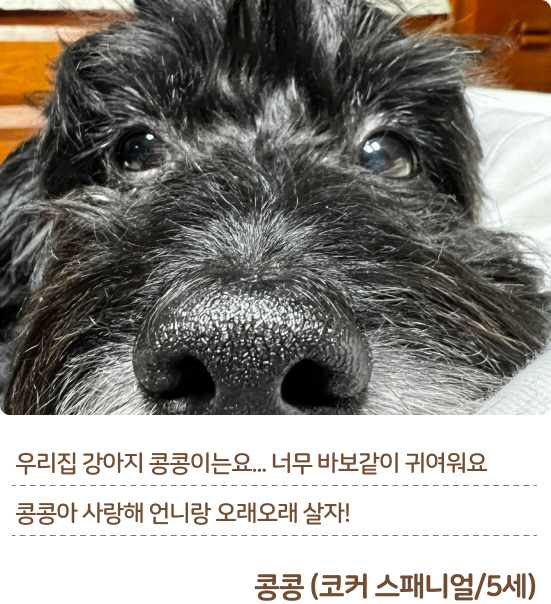 우리집 강아지 콩콩이는요... 너무 바보같이 귀여워요
콩콩아 사랑해 언니랑 오래오래 살자!
콩콩 (코커 스패니얼/5세)